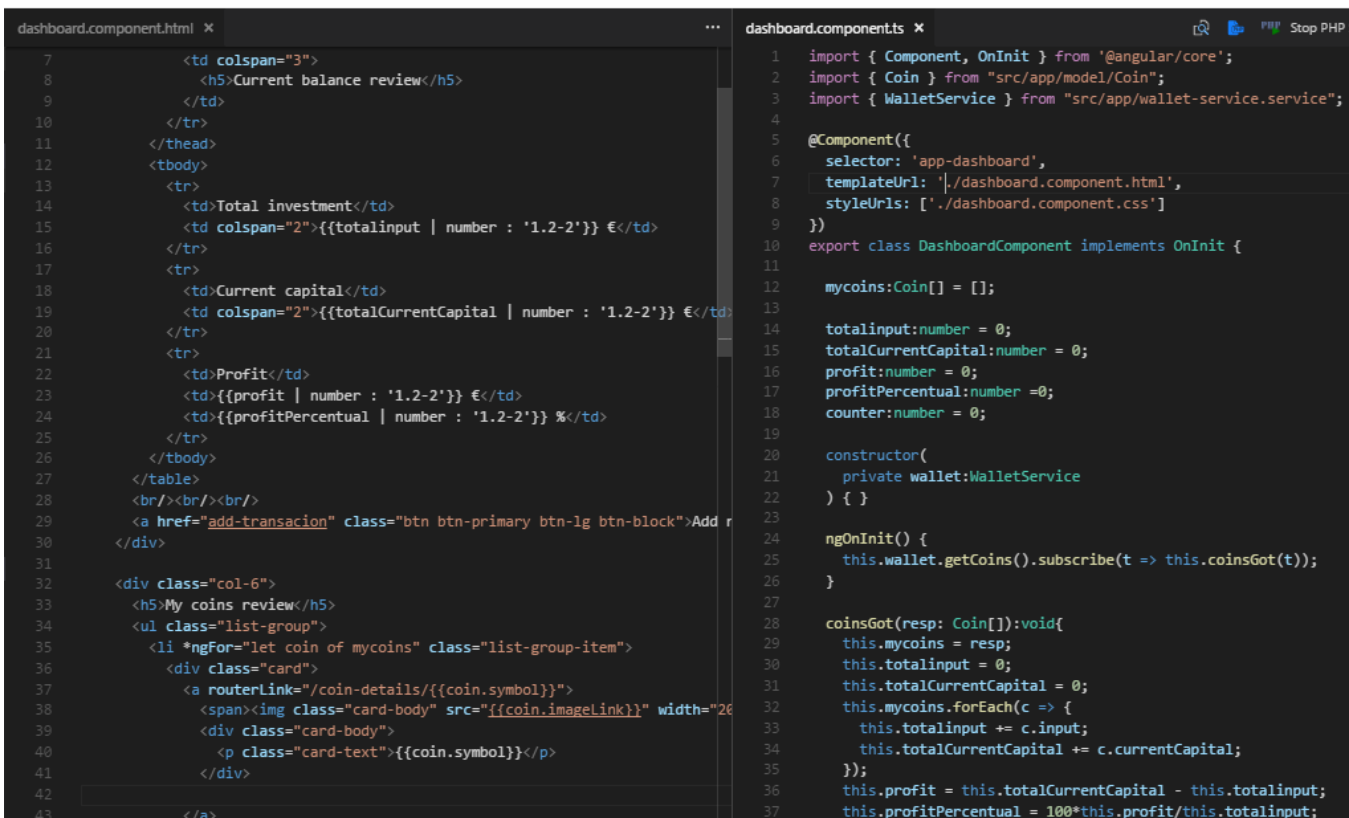 dashboard.component.html ×
...
7 <td colspan="3">
8 <h5>Current balance review</h5>
9 </td>
10 </tr>
11 </thead>
12 <tbody>
13 <tr>
14 <td>Total investment</td>
15 <td colspan="2">{{totalinput | number : '1.2-2'}} €</td>
16 </tr>
17 <tr>
18 <td>Current capital</td>
19 <td colspan="2">{{totalCurrentCapital | number : '1.2-2'}} €</td>
20 </tr>
21 <tr>
22 <td>Profit</td>
23 <td>{{profit | number : '1.2-2'}} €</td>
24 <td>{{profitPercentual | number : '1.2-2'}} %</td>
25 </tr>
26 </tbody>
27 </table>
28 <br/><br/><br/>
29 <a href="add-transacion" class="btn btn-primary btn-lg btn-block">Add
30 </div>
31
32 <div class="col-6">
33 <h5>My coins review</h5>
34 <ul class="list-group">
35 <li *ngFor="let coin of mycoins" class="list-group-item">
36 <div class="card">
37 <a routerLink="/coin-details/{{coin.symbol}}">
38 <span><img class="card-body" src="{{coin.imageLink}}" width="20
39 <div class="card-body">
40 <p class="card-text">{{coin.symbol}}</p>
41 </div>
42
43 </a>
dashboard.component.ts ×
PHP Stop PHP
1 import { Component, OnInit } from '@angular/core';
2 import { Coin } from "src/app/model/Coin";
3 import { WalletService } from "src/app/wallet-service.service";
4
5 @Component({
6 selector: 'app-dashboard',
7 templateUrl: './dashboard.component.html',
8 styleUrls: ['./dashboard.component.css']
9 })
10 export class DashboardComponent implements OnInit {
11
12 mycoins:Coin[] = [];
13
14 totalinput:number = 0;
15 totalCurrentCapital:number = 0;
16 profit:number = 0;
17 profitPercentual:number =0;
18 counter:number = 0;
19
20 constructor(
21 private wallet:WalletService
22 ) { }
23
24 ngOnInit() {
25 this.wallet.getCoins().subscribe(t => this.coinsGot(t));
26 }
27
28 coinsGot(resp: Coin[]):void{
29 this.mycoins = resp;
30 this.totalinput = 0;
31 this.totalCurrentCapital = 0;
32 this.mycoins.forEach(c => {
33 this.totalinput += c.input;
34 this.totalCurrentCapital += c.currentCapital;
35 });
36 this.profit = this.totalCurrentCapital - this.totalinput;
37 this.profitPercentual = 100*this.profit/this.totalinput;